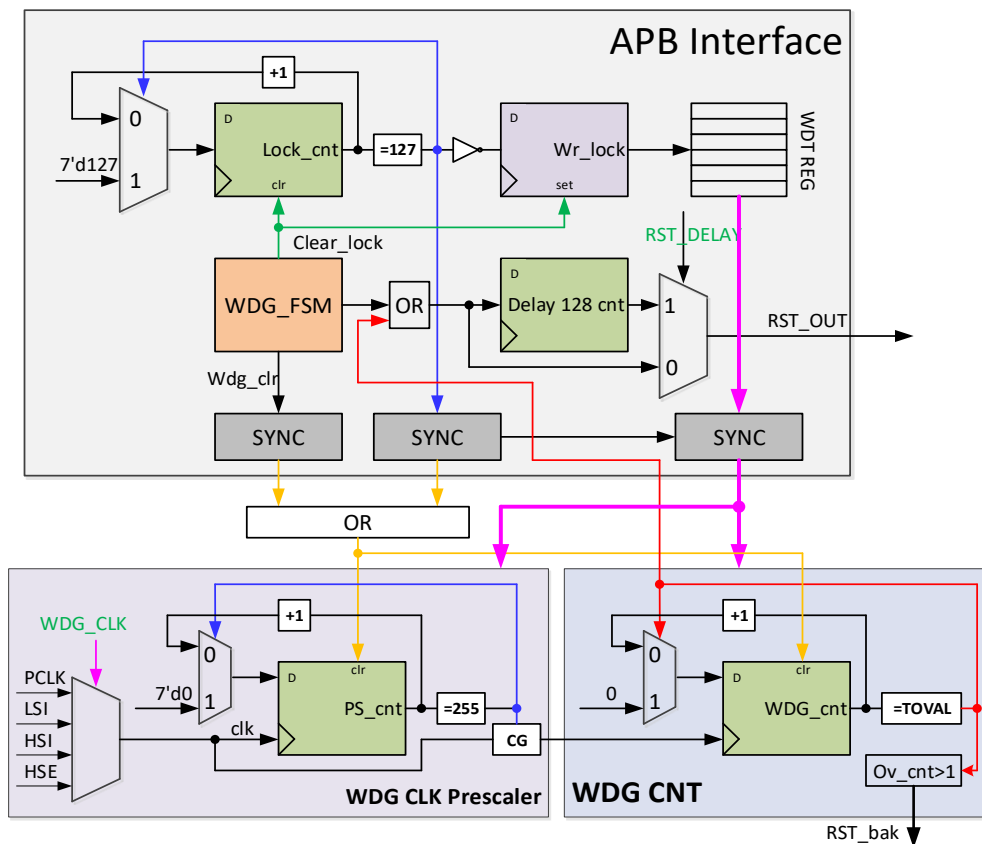 APB Interface
+1
0
7'd127
1
D
Lock_cnt
clr
=127
D
Wr_lock
set
WDT REG
Clear_lock
RST_DELAY
WDG_FSM
OR
D
Delay 128 cnt
1
0
RST_OUT
Wdg_clr
SYNC
SYNC
SYNC
OR
WDG_CLK
PCLK
LSI
HSI
HSE
+1
0
7'd0
1
clk
D
clr
PS_cnt
=255
CG
WDG CLK Prescaler
+1
0
0
1
D
clr
WDG_cnt
=TOVAL
Ov_cnt>1
WDG CNT
RST_bak